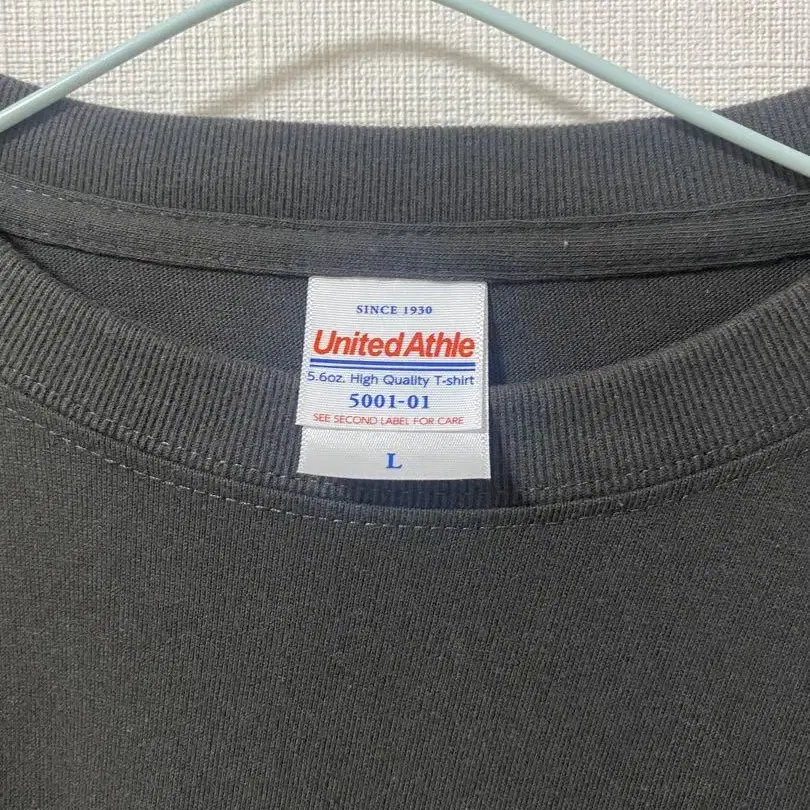 SINCE 1930
United Athle
5.6oz. High Quality T-shirt
5001-01
SEE SECOND LABEL FOR CARE
L